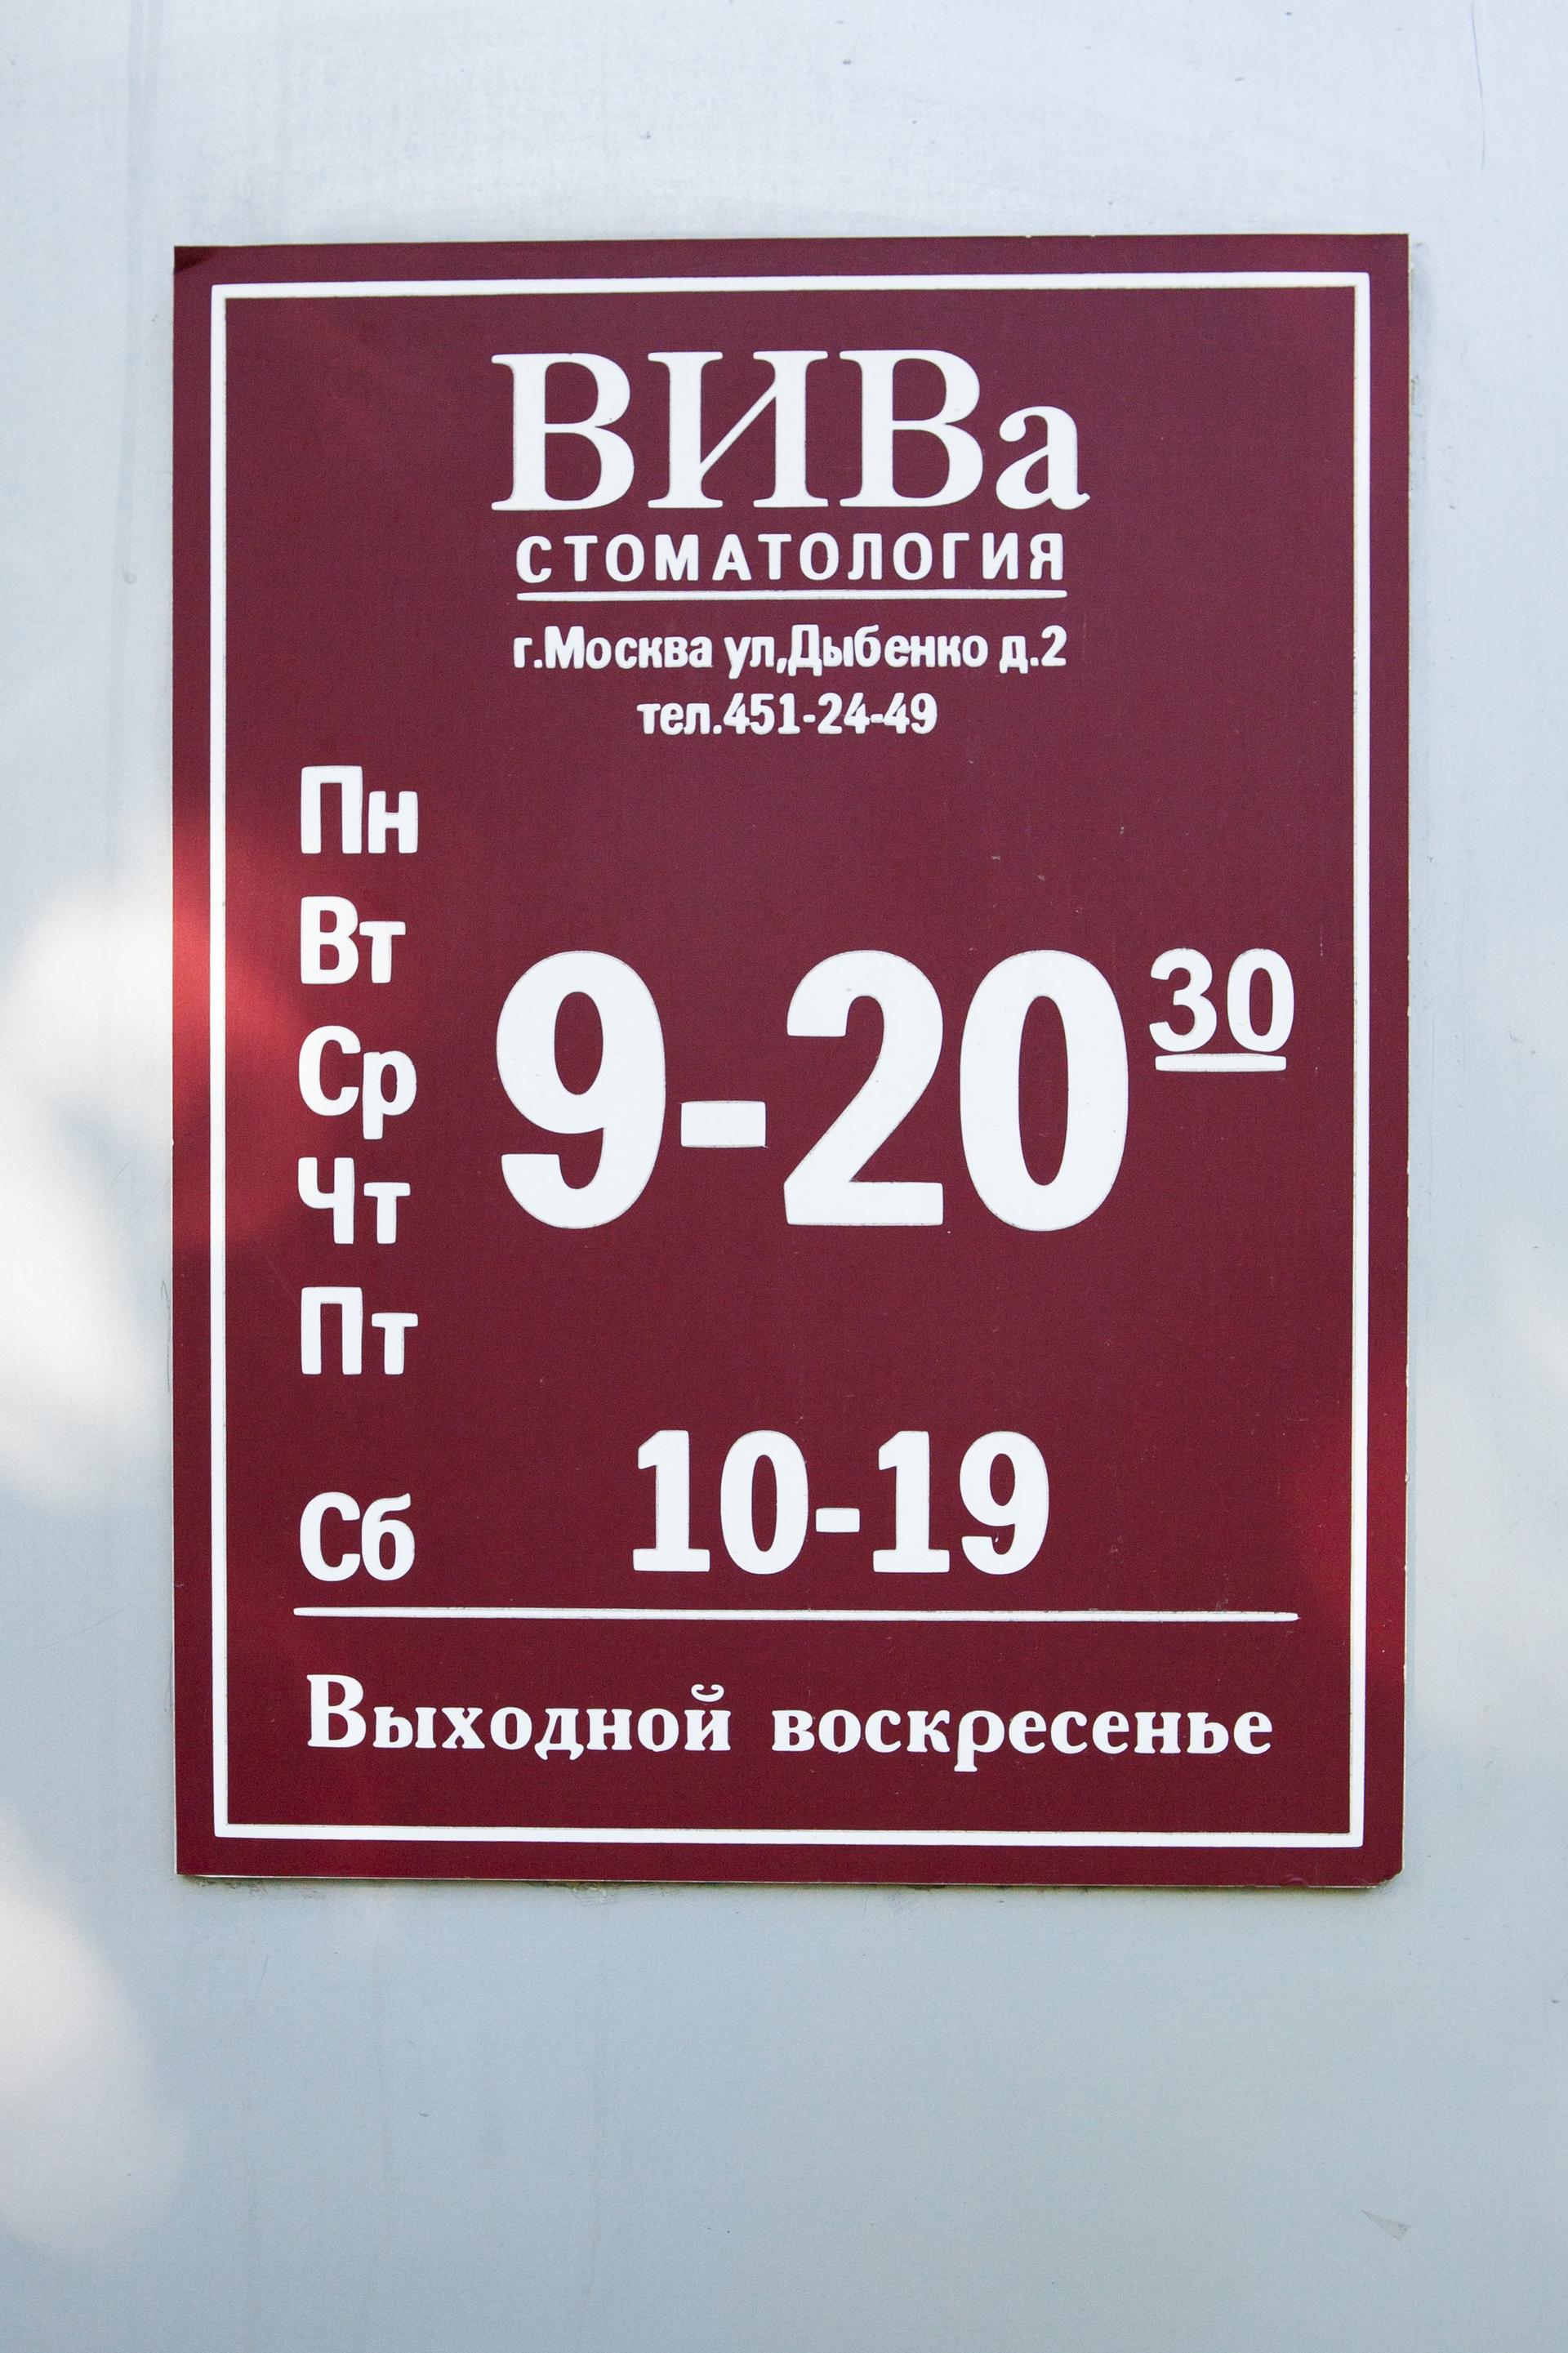 ВИВа
СТОМАТОЛОГИЯ
г.Москва ул,Дыбенко д.2
тел.451-24-49
Пн
Вт
Ср
Чт
Пт
9-20 30
Сб 10-19
Выходной воскресенье